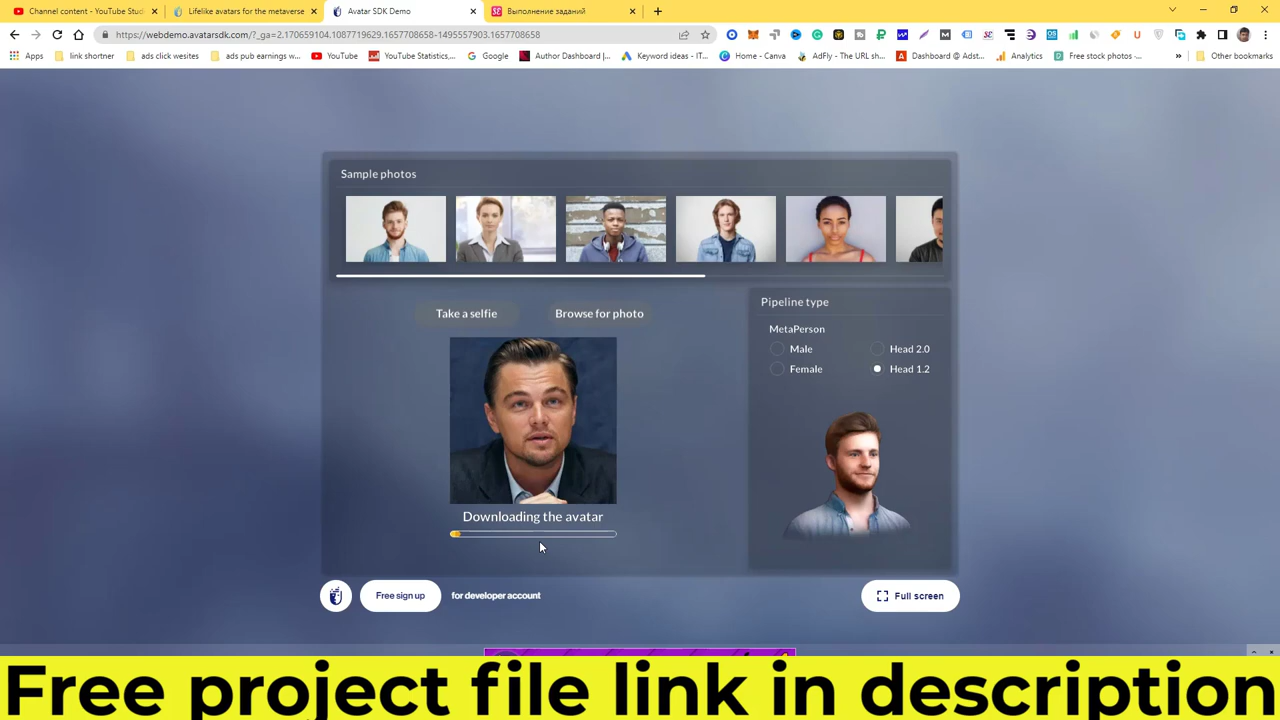 Channel content - YouTube Stud
Lifelike avatars for the metaverse
Avatar SDK Demo
Выполнение заданий
https://webdemo.avatarsdk.com/?_ga=2.170659104.1087719629.1657708658-1495557903.1657708658
Apps
link shortner
ads click wesites
ads pub earnings w...
YouTube
YouTube Statistics,...
Google
Author Dashboard |...
Keyword ideas - IT...
Home - Canva
AdFly - The URL sh...
Dashboard @ Adst...
Analytics
Free stock photos -...
Other bookmarks
Sample photos
Take a selfie
Browse for photo
Pipeline type
MetaPerson
Male
Head 2.0
Female
Head 1.2
Downloading the avatar
Free sign up
for developer account
Full screen
Free project file link in description